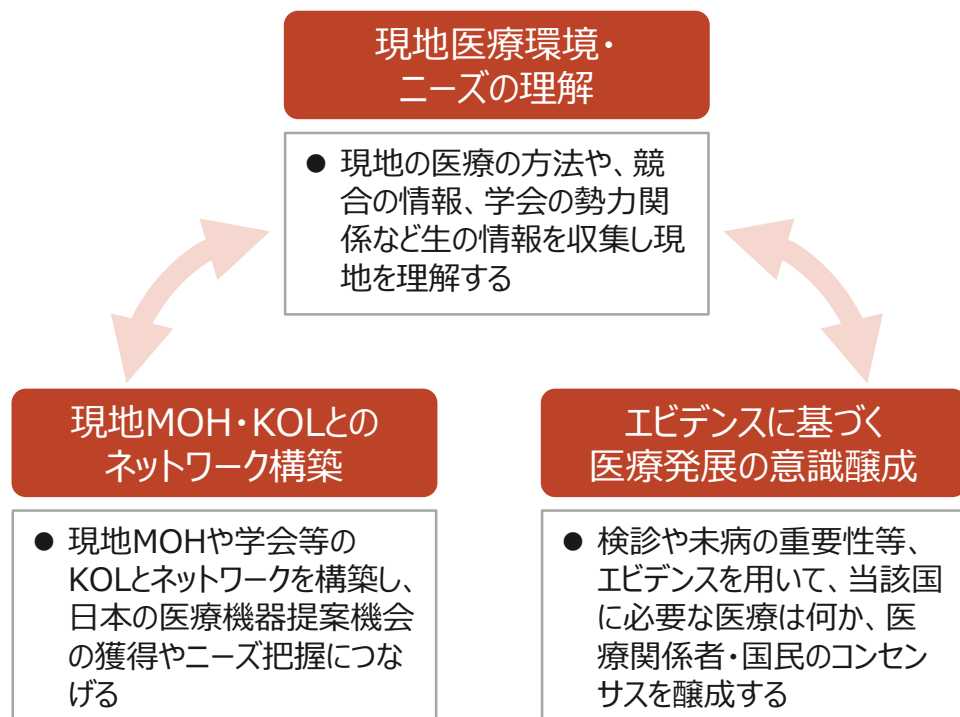 現地医療環境・
ニーズの理解
● 現地の医療の方法や、競
合の情報、学会の勢力関
係など生の情報を収集し現
地を理解する
現地MOH・KOLとの
ネットワーク構築
● 現地MOHや学会等の
KOLとネットワークを構築し、
日本の医療機器提案機会
の獲得やニーズ把握につな
げる
エビデンスに基づく
医療発展の意識醸成
● 検診や未病の重要性等、
エビデンスを用いて、当該国
に必要な医療は何か、医
療関係者・国民のコンセン
サスを醸成する